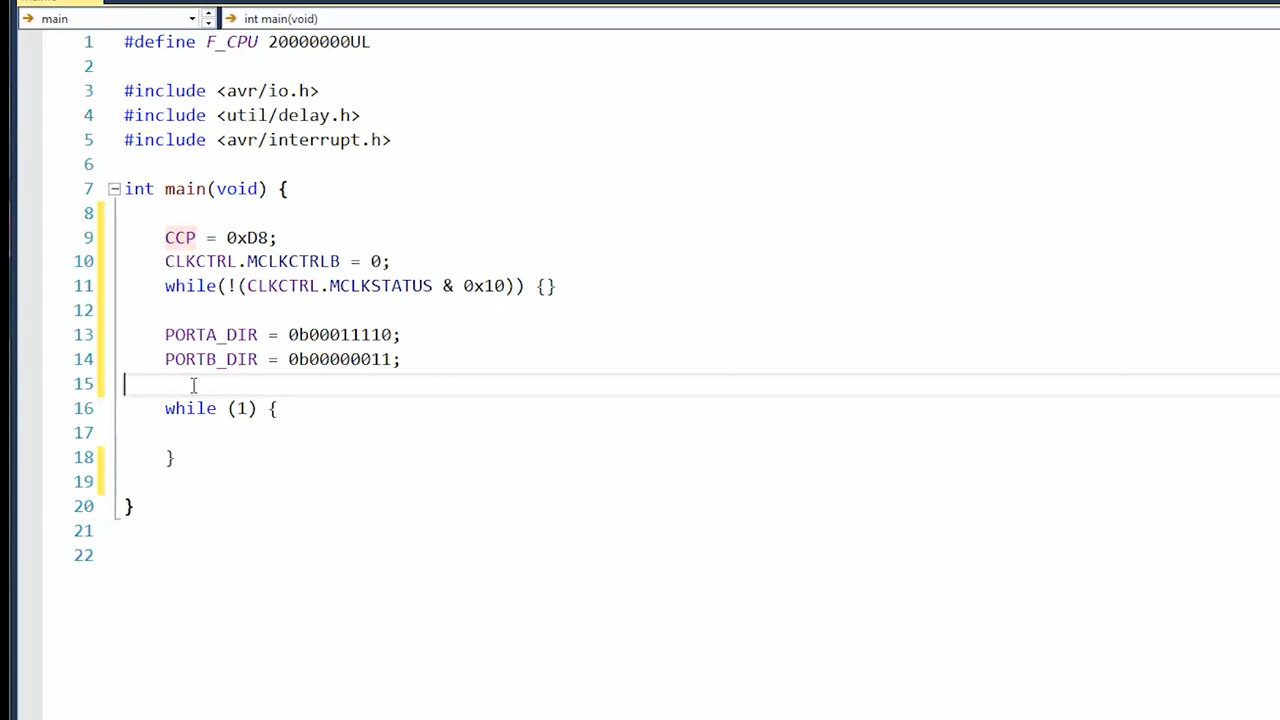 main
int main(void)
1 #define F_CPU 20000000UL
2
3 #include <avr/io.h>
4 #include <util/delay.h>
5 #include <avr/interrupt.h>
6
7 int main(void) {
8
9 CCP = 0xD8;
10 CLKCTRL.MCLKCTRLB = 0;
11 while(!(CLKCTRL.MCLKSTATUS & 0x10)) {}
12
13 PORTA_DIR = 0b00011110;
14 PORTB_DIR = 0b00000011;
15
16 while (1) {
17
18 }
19
20 }
21
22